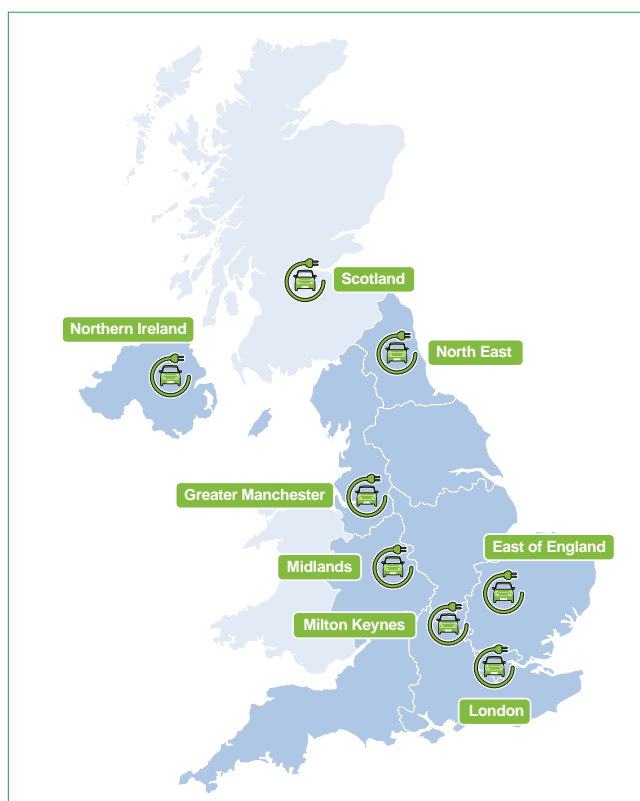 Scotland
Northern Ireland
North East
Greater Manchester
East of England
Midlands
Milton Keynes
London